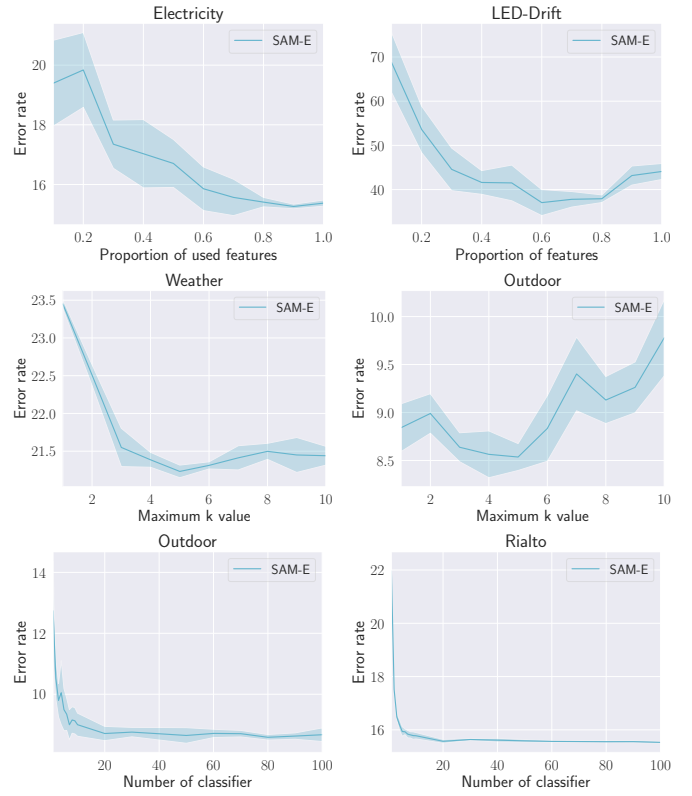 Electricity
SAM-E
Error rate
20
18
16
0.2 0.4 0.6 0.8 1.0
Proportion of used features
LED-Drift
SAM-E
Error rate
70
60
50
40
0.2 0.4 0.6 0.8 1.0
Proportion of features
Weather
SAM-E
Error rate
23.5
23.0
22.5
22.0
21.5
2 4 6 8 10
Maximum k value
Outdoor
SAM-E
Error rate
10.0
9.5
9.0
8.5
2 4 6 8 10
Maximum k value
Outdoor
SAM-E
Error rate
14
12
10
0 20 40 60 80 100
Number of classifier
Rialto
SAM-E
Error rate
22
20
18
16
0 20 40 60 80 100
Number of classifier